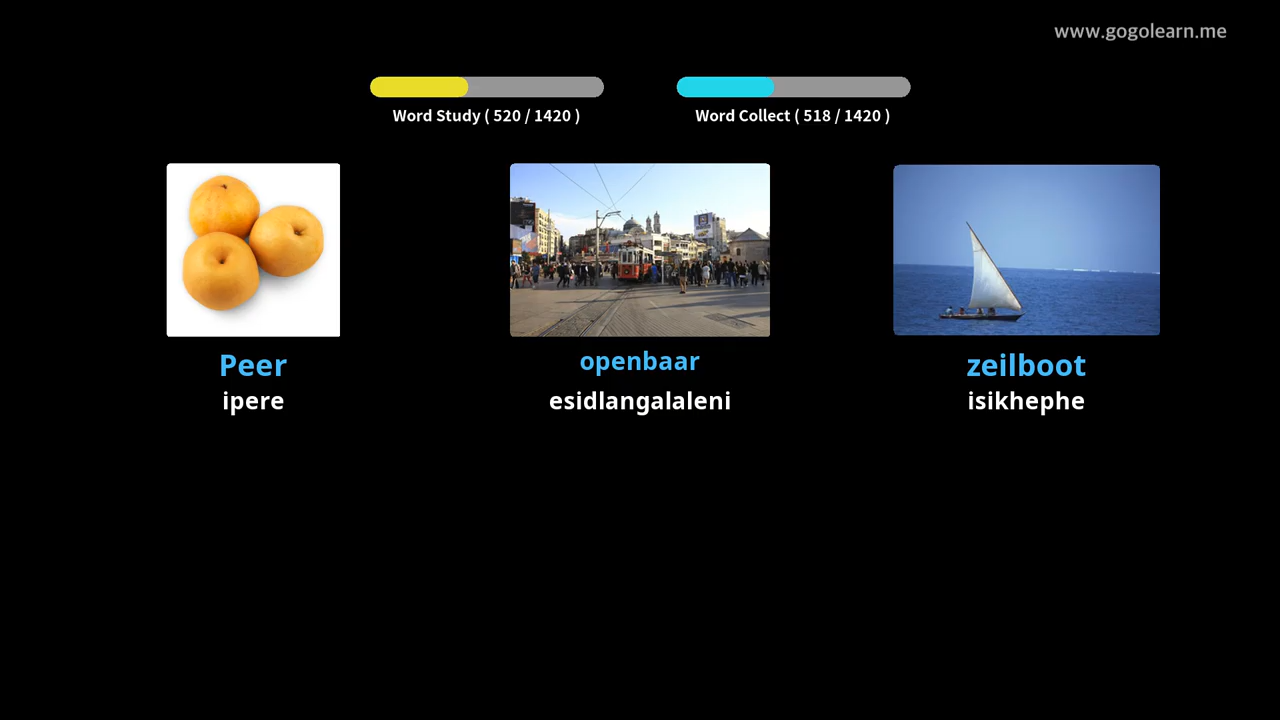 www.gogolearn.me
Word Study ( 520 / 1420 )
Word Collect ( 518 / 1420 )
Peer
ipere
openbaar
esidlangalaleni
zeilboot
isikhephe